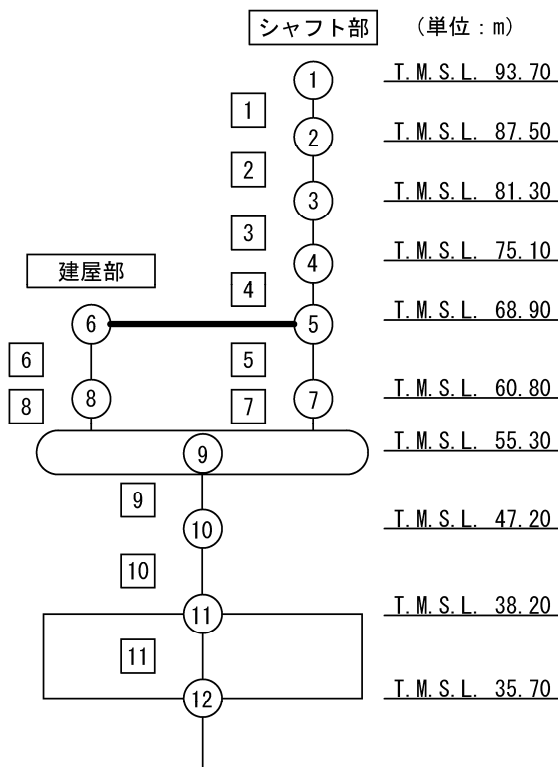 シャフト部 (単位:m)
1 T.M.S.L. 93.70
1
2 T.M.S.L. 87.50
2
3 T.M.S.L. 81.30
3
4 T.M.S.L. 75.10
建屋部
4
6 5 T.M.S.L. 68.90
6 5
8 7 T.M.S.L. 60.80
8 7
9 T.M.S.L. 55.30
9
10 T.M.S.L. 47.20
10
11 T.M.S.L. 38.20
11
12 T.M.S.L. 35.70